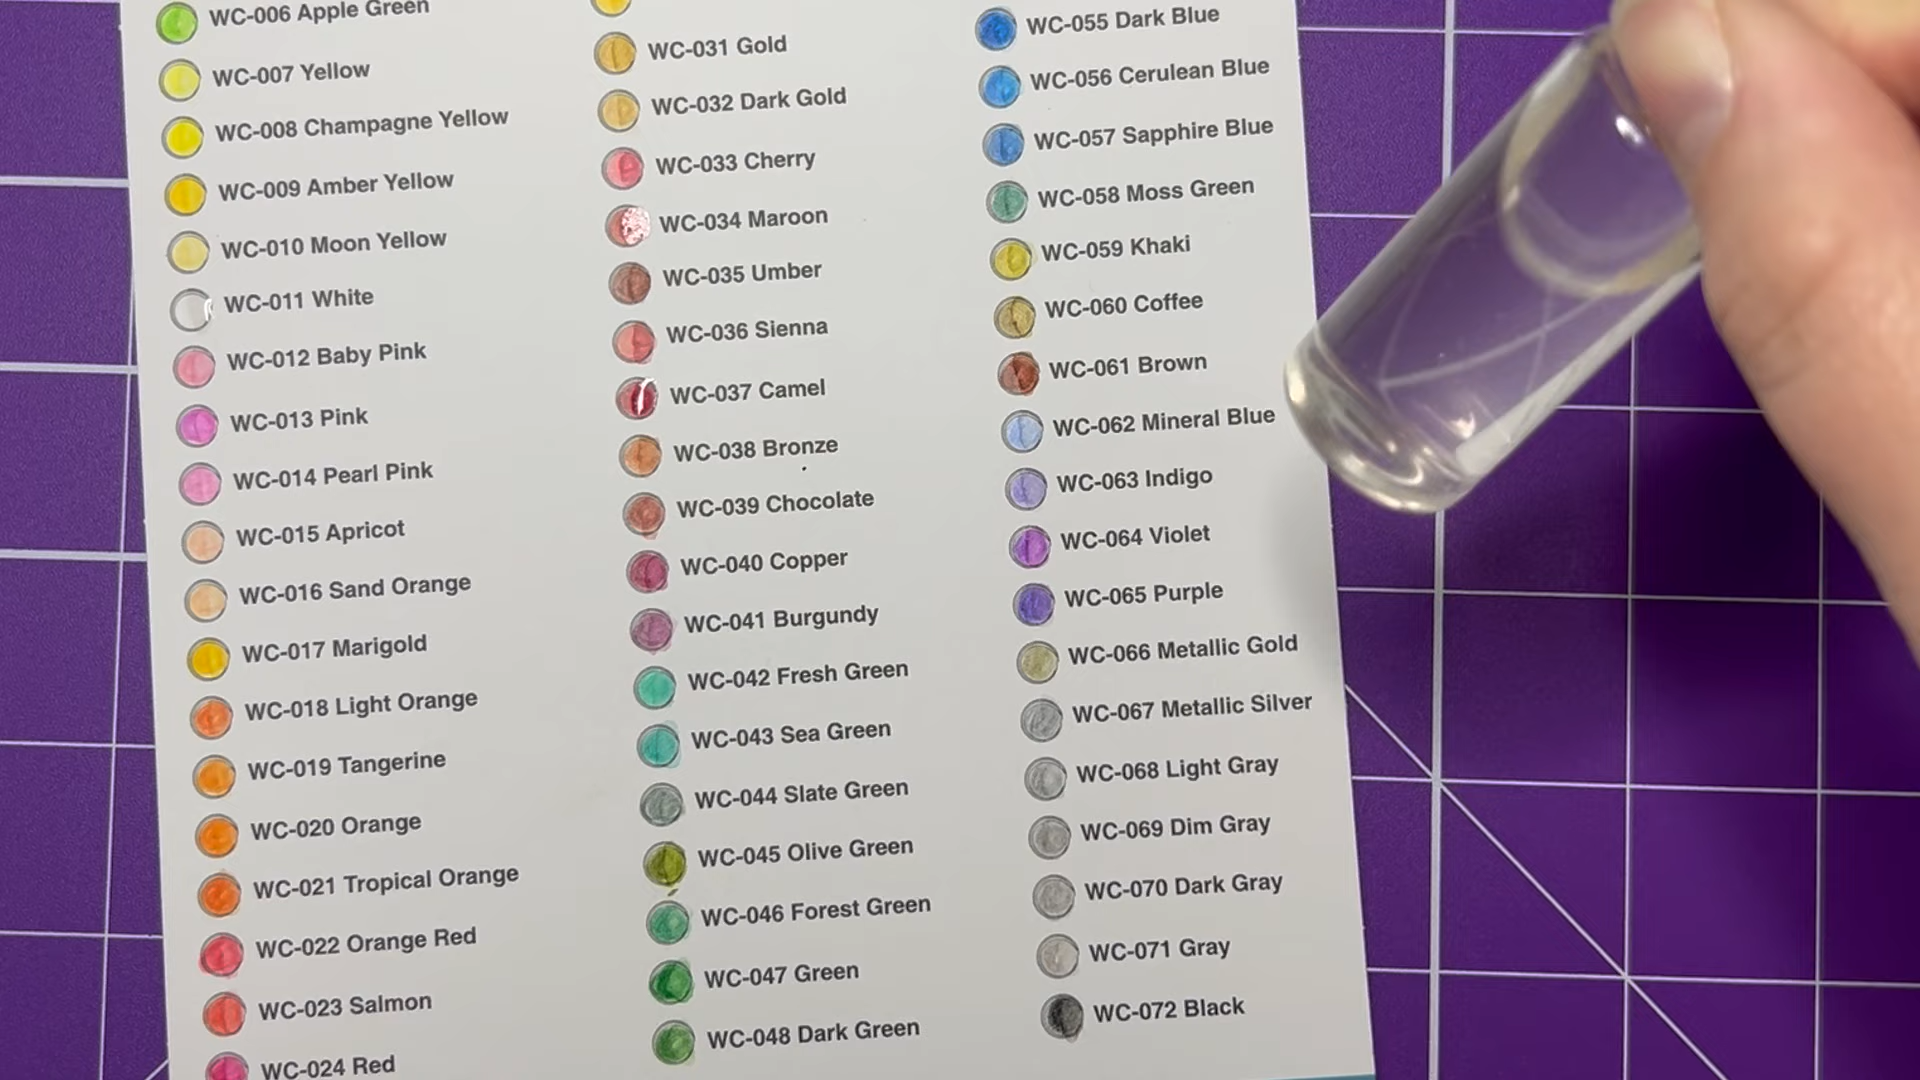 WC-006 Apple Green
WC-007 Yellow
WC-008 Champagne Yellow
WC-009 Amber Yellow
WC-010 Moon Yellow
WC-011 White
WC-012 Baby Pink
WC-013 Pink
WC-014 Pearl Pink
WC-015 Apricot
WC-016 Sand Orange
WC-017 Marigold
WC-018 Light Orange
WC-019 Tangerine
WC-020 Orange
WC-021 Tropical Orange
WC-022 Orange Red
WC-023 Salmon
WC-024 Red
WC-031 Gold
WC-032 Dark Gold
WC-033 Cherry
WC-034 Maroon
WC-035 Umber
WC-036 Sienna
WC-037 Camel
WC-038 Bronze
WC-039 Chocolate
WC-040 Copper
WC-041 Burgundy
WC-042 Fresh Green
WC-043 Sea Green
WC-044 Slate Green
WC-045 Olive Green
WC-046 Forest Green
WC-047 Green
WC-048 Dark Green
WC-055 Dark Blue
WC-056 Cerulean Blue
WC-057 Sapphire Blue
WC-058 Moss Green
WC-059 Khaki
WC-060 Coffee
WC-061 Brown
WC-062 Mineral Blue
WC-063 Indigo
WC-064 Violet
WC-065 Purple
WC-066 Metallic Gold
WC-067 Metallic Silver
WC-068 Light Gray
WC-069 Dim Gray
WC-070 Dark Gray
WC-071 Gray
WC-072 Black